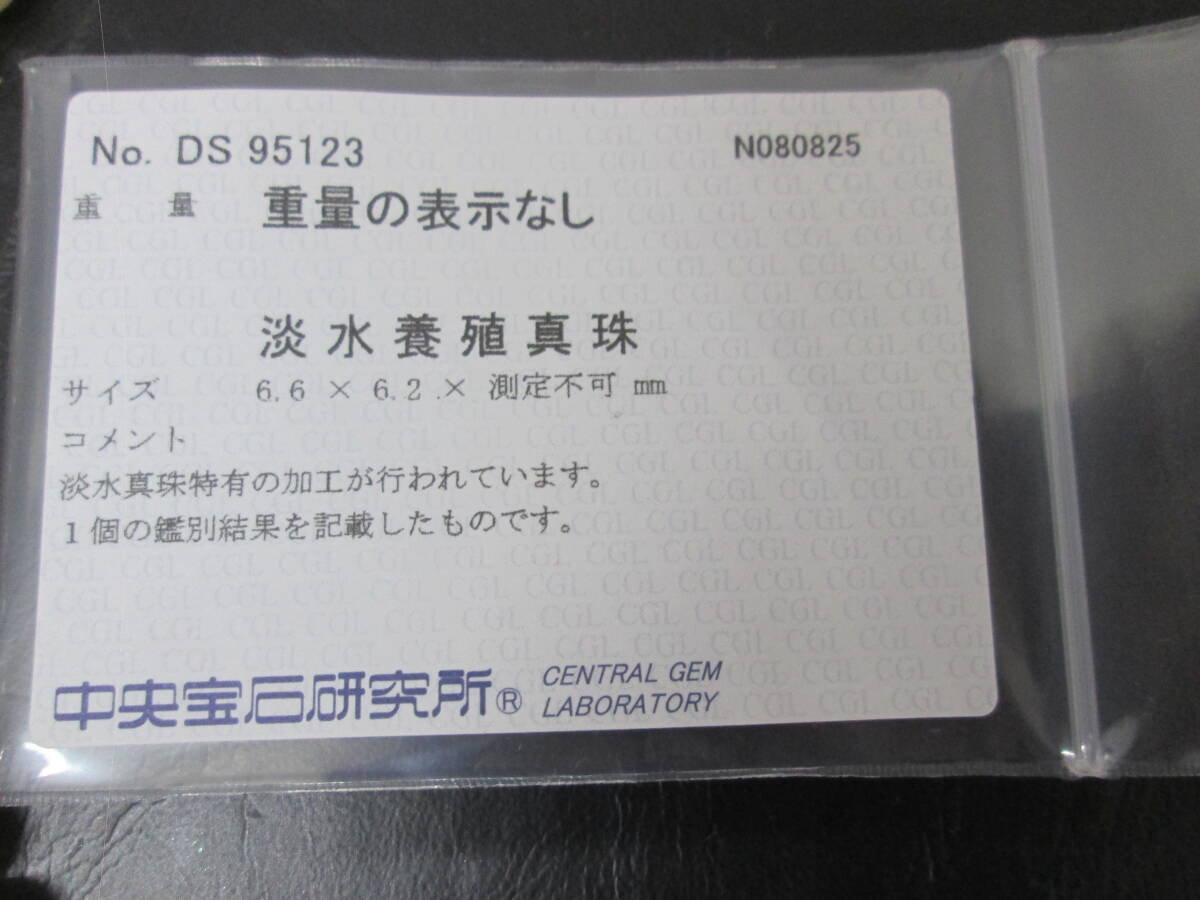 No. DS 95123 N080825
重量 重量の表示なし
淡水養殖真珠
サイズ 6.6 × 6.2 × 測定不可 mm
コメント
淡水真珠特有の加工が行われています。
1個の鑑別結果を記載したものです。
中央宝石研究所® CENTRAL GEM
LABORATORY